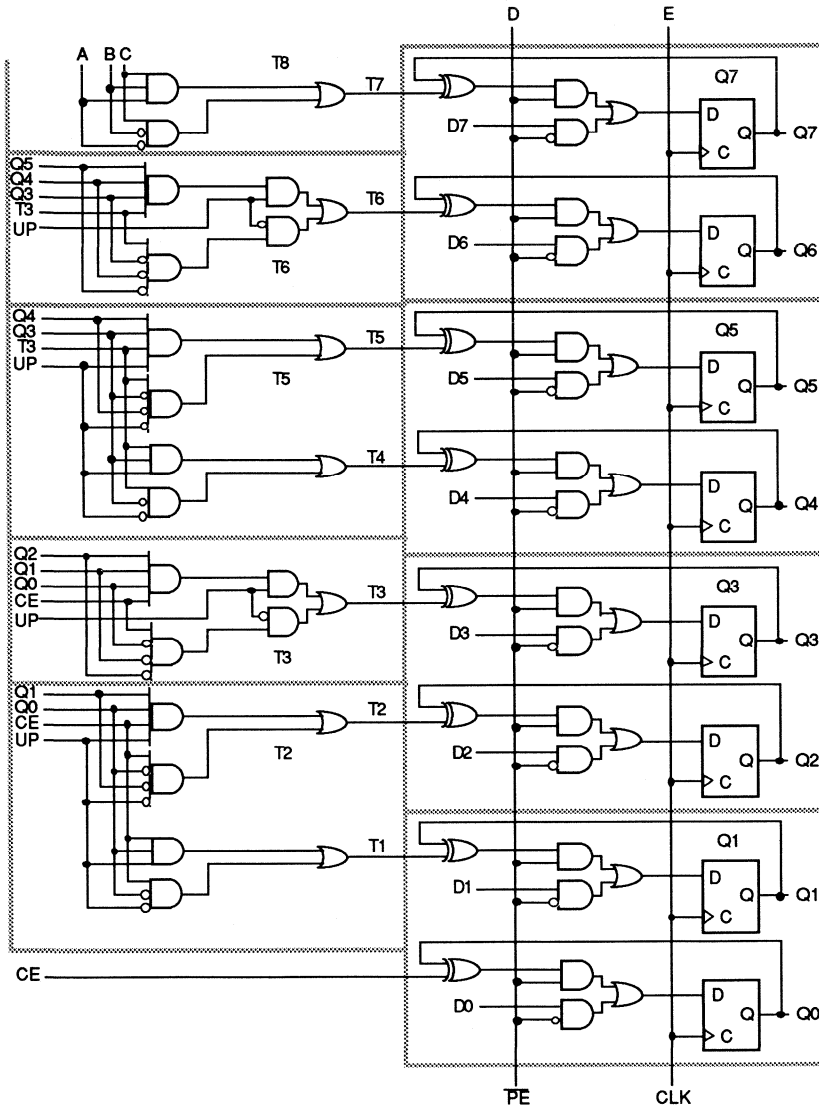 D E
A B C T8 T7 Q7
D Q Q7
D7 C
Q5
Q4
Q3
T3
UP
T6
T6
D Q Q6
D6 C
Q4
Q3
T3
UP
T5
T5
Q5
D Q Q5
D5 C
T4
D Q Q4
D4 C
Q2
Q1
Q0
CE
UP
T3
T3
Q3
D Q Q3
D3 C
Q1
Q0
CE
UP
T2
T2
D Q Q2
D2 C
T1
Q1
D Q Q1
D1 C
CE
D Q Q0
D0 C
PE CLK